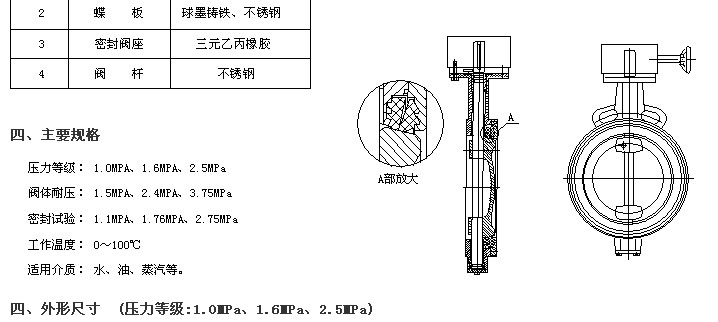 2 蝶 板 球墨铸铁、不锈钢
3 密封阀座 三元乙丙橡胶
4 阀 杆 不锈钢
A
A部放大
四、主要规格
压力等级: 1.0MPA、1.6MPA、2.5MPa
阀体耐压: 1.5MPA、2.4MPA、3.75MPa
密封试验: 1.1MPA、1.76MPA、2.75MPa
工作温度: 0～100℃
适用介质: 水、油、蒸汽等。
四、外形尺寸 (压力等级:1.0MPa、1.6MPa、2.5MPa)